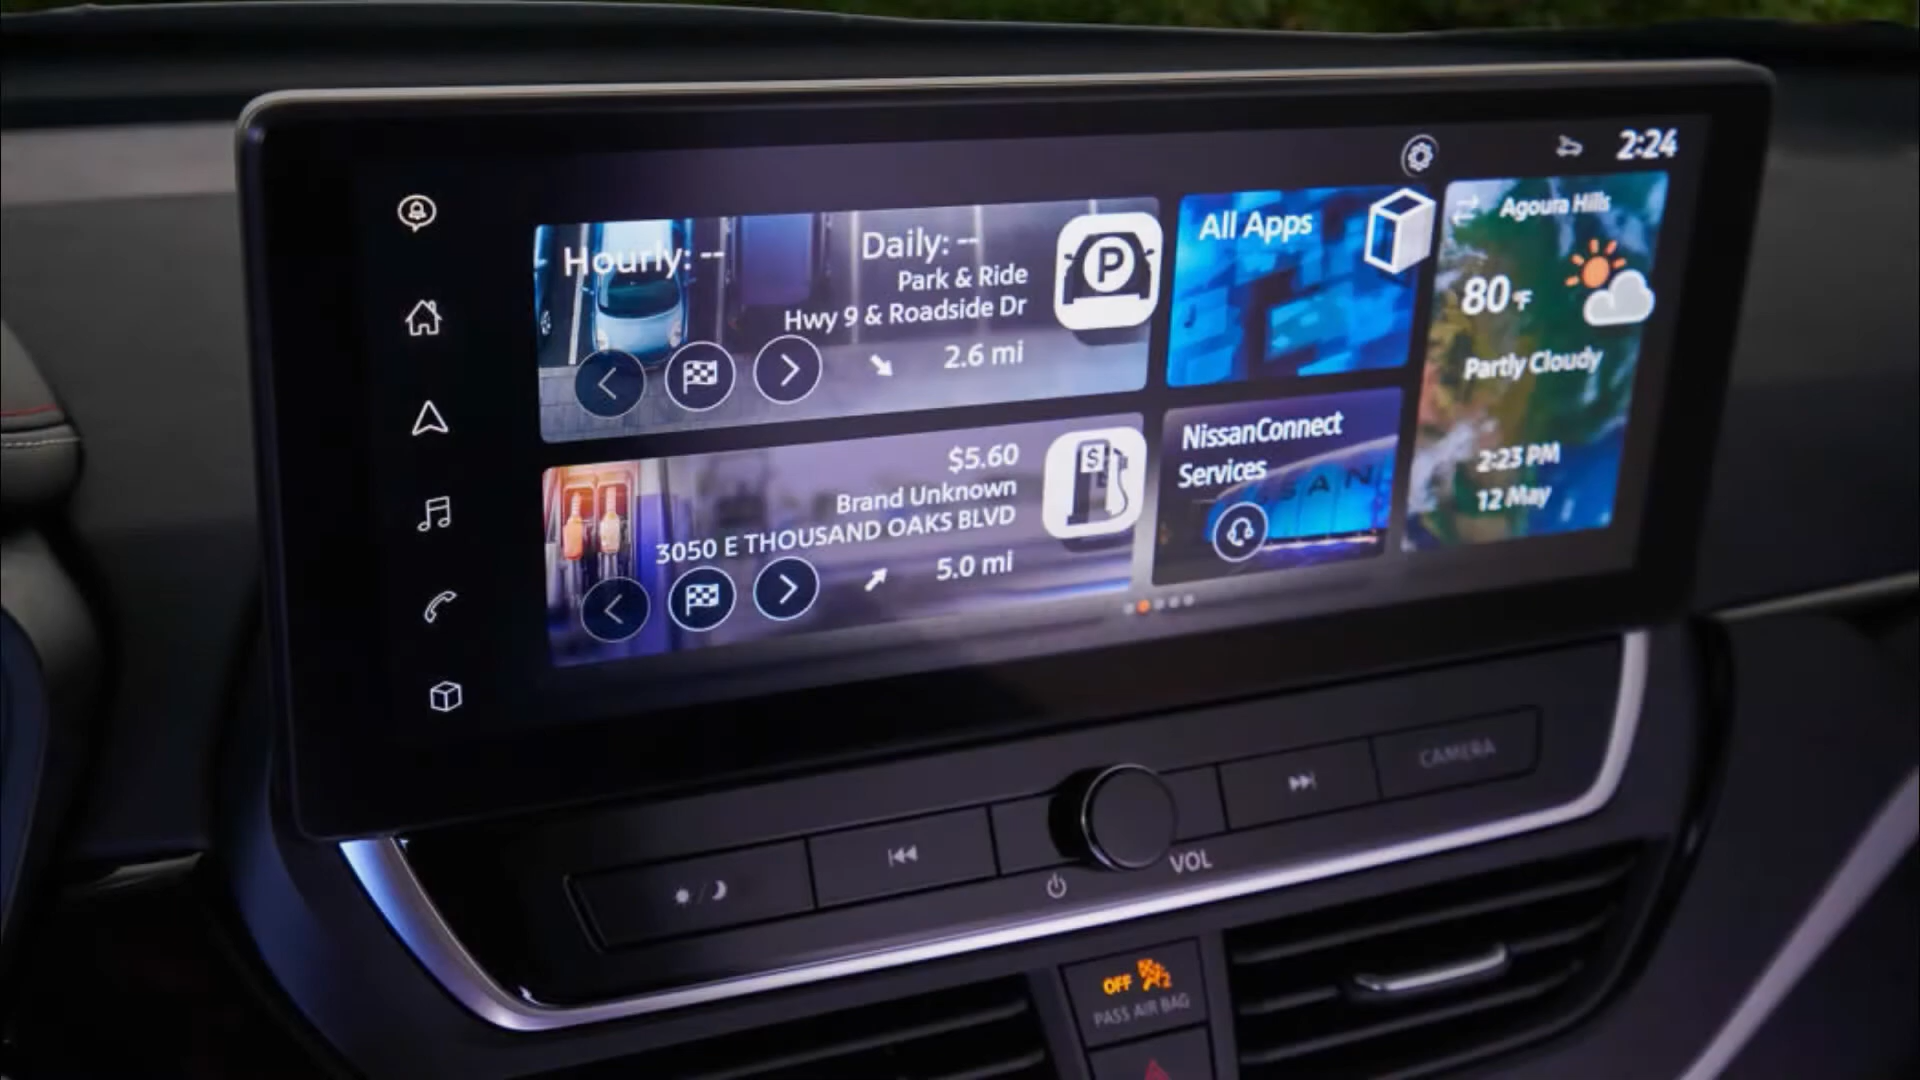 2:24
Hourly: --
Daily: --
Park & Ride
Hwy 9 & Roadside Dr
2.6 mi
P
All Apps
Agoura Hills
80°F
Partly Cloudy
2:23 PM
12 May
$5.60
Brand Unknown
3050 E THOUSAND OAKS BLVD
5.0 mi
$
NissanConnect
Services
SSAN
CAMERA
VOL
OFF
2
PASS AIR BAG